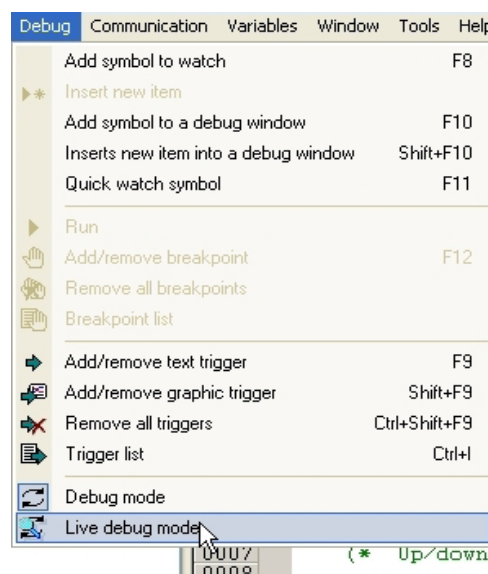 Debug Communication Variables Window Tools Help
Add symbol to watch F8
Insert new item
Add symbol to a debug window F10
Inserts new item into a debug window Shift+F10
Quick watch symbol F11
Run
Add/remove breakpoint F12
Remove all breakpoints
Breakpoint list
Add/remove text trigger F9
Add/remove graphic trigger Shift+F9
Remove all triggers Ctrl+Shift+F9
Trigger list Ctrl+I
Debug mode
Live debug mode
0007 (* Up/down
0008